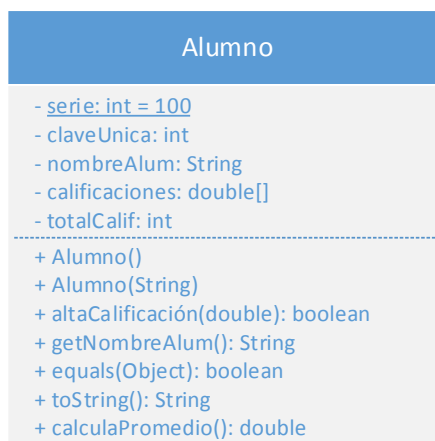 Alumno
- serie: int = 100
- claveUnica: int
- nombreAlum: String
- calificaciones: double[]
- totalCalif: int
+ Alumno()
+ Alumno(String)
+ altaCalificación(double): boolean
+ getNombreAlum(): String
+ equals(Object): boolean
+ toString(): String
+ calculaPromedio(): double